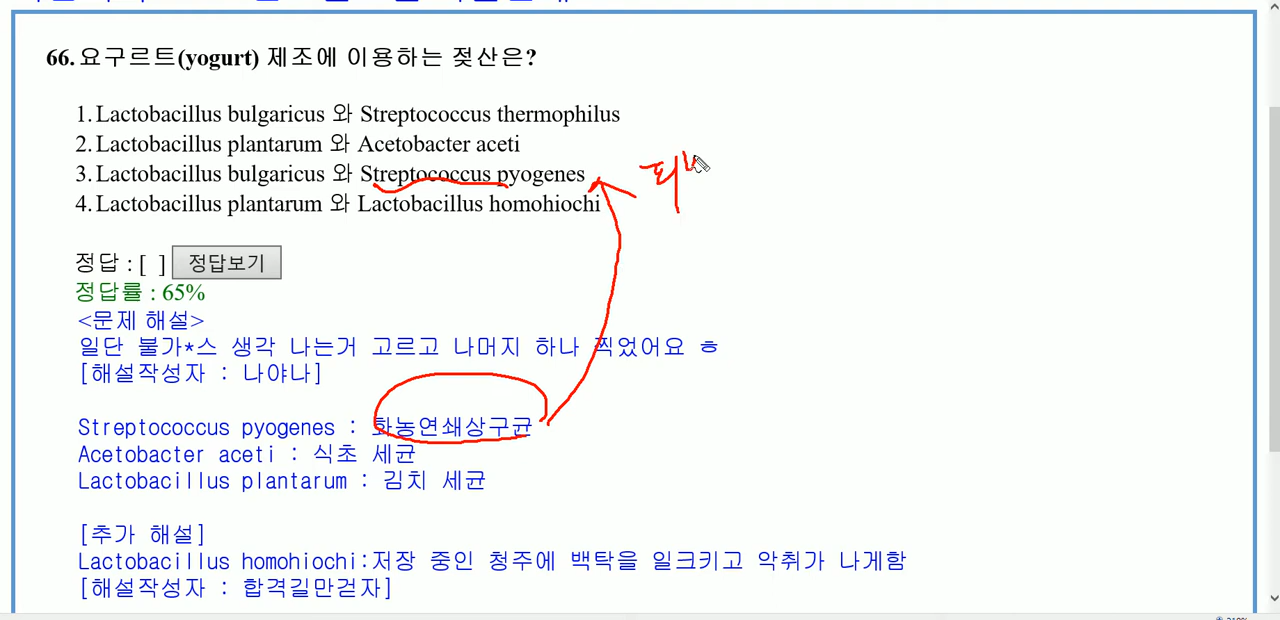 66. 요구르트(yogurt) 제조에 이용하는 젖산은?
1. Lactobacillus bulgaricus 와 Streptococcus thermophilus
2. Lactobacillus plantarum 와 Acetobacter aceti
3. Lactobacillus bulgaricus 와 Streptococcus pyogenes
4. Lactobacillus plantarum 와 Lactobacillus homohiochi
정답 : [ ] 정답보기
정답률 : 65%
<문제 해설>
일단 불가*스 생각 나는거 고르고 나머지 하나 찍었어요 ㅎ
[해설작성자 : 나야나]
Streptococcus pyogenes : 화농연쇄상구균
Acetobacter aceti : 식초 세균
Lactobacillus plantarum : 김치 세균
[추가 해설]
Lactobacillus homohiochi:저장 중인 청주에 백탁을 일크키고 악취가 나게함
[해설작성자 : 합격길만걷자]